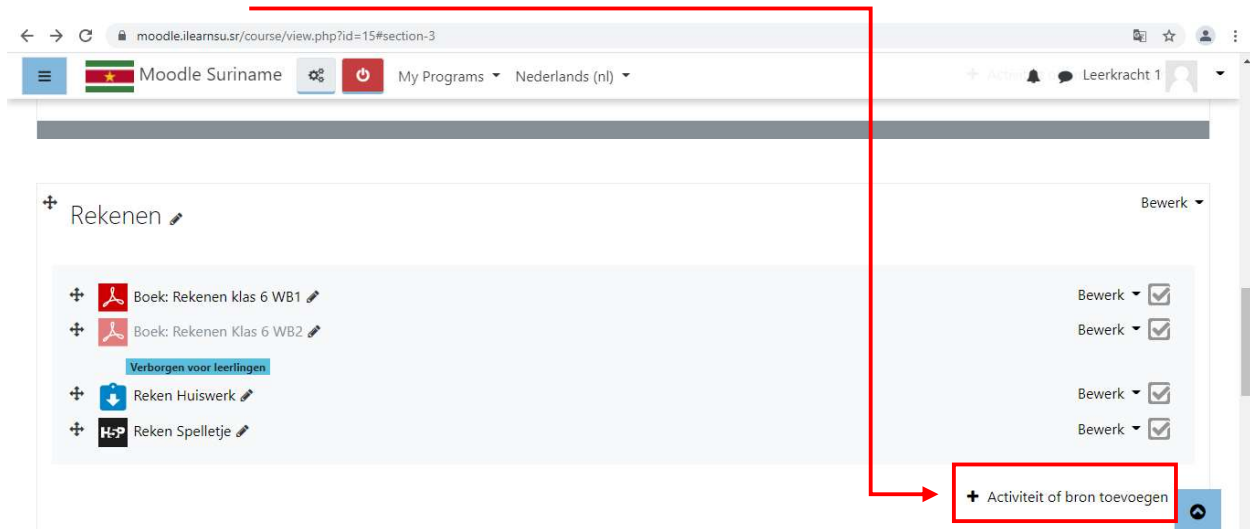 moodle.ilearnsu.sr/course/view.php?id=15#section-3
Moodle Suriname My Programs Nederlands (nl) Leerkracht 1
Rekenen Bewerk
Boek: Rekenen klas 6 WB1 Bewerk
Boek: Rekenen Klas 6 WB2 Bewerk
Verborgen voor leerlingen
Reken Huiswerk Bewerk
H5P Reken Spelletje Bewerk
+ Activiteit of bron toevoegen